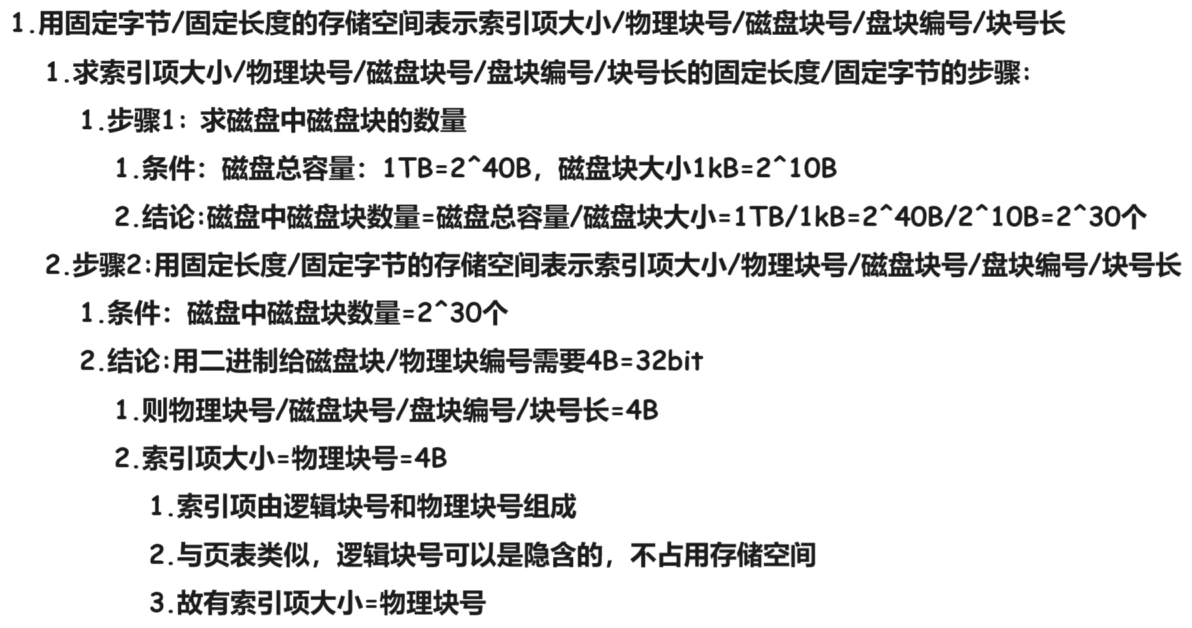 1.用固定字节/固定长度的存储空间表示索引项大小/物理块号/磁盘块号/盘块编号/块号长
1.求索引项大小/物理块号/磁盘块号/盘块编号/块号长的固定长度/固定字节的步骤：
1.步骤1：求磁盘中磁盘块的数量
1.条件：磁盘总容量：1TB=2^40B，磁盘块大小1kB=2^10B
2.结论:磁盘中磁盘块数量=磁盘总容量/磁盘块大小=1TB/1kB=2^40B/2^10B=2^30个
2.步骤2:用固定长度/固定字节的存储空间表示索引项大小/物理块号/磁盘块号/盘块编号/块号长
1.条件：磁盘中磁盘块数量=2^30个
2.结论:用二进制给磁盘块/物理块编号需要4B=32bit
1.则物理块号/磁盘块号/盘块编号/块号长=4B
2.索引项大小=物理块号=4B
1.索引项由逻辑块号和物理块号组成
2.与页表类似，逻辑块号可以是隐含的，不占用存储空间
3.故有索引项大小=物理块号